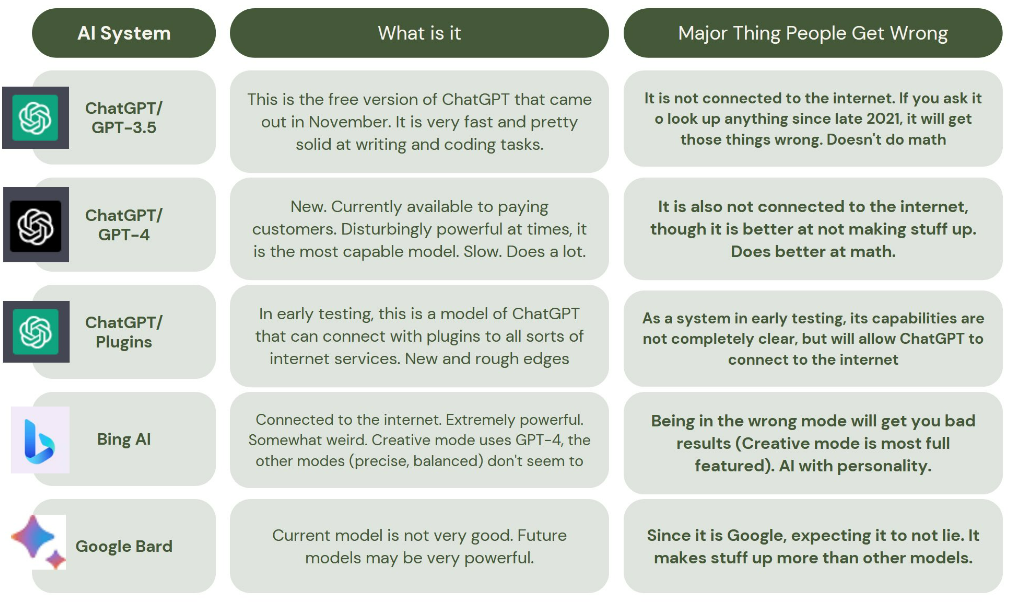 AI System
What is it
Major Thing People Get Wrong
ChatGPT/
GPT-3.5
This is the free version of ChatGPT that came
out in November. It is very fast and pretty
solid at writing and coding tasks.
It is not connected to the internet. If you ask it
o look up anything since late 2021, it will get
those things wrong. Doesn't do math
ChatGPT/
GPT-4
New. Currently available to paying
customers. Disturbingly powerful at times, it
is the most capable model. Slow. Does a lot.
It is also not connected to the internet,
though it is better at not making stuff up.
Does better at math.
ChatGPT/
Plugins
In early testing, this is a model of ChatGPT
that can connect with plugins to all sorts of
internet services. New and rough edges
As a system in early testing, its capabilities are
not completely clear, but will allow ChatGPT to
connect to the internet
Bing AI
Connected to the internet. Extremely powerful.
Somewhat weird. Creative mode uses GPT-4, the
other modes (precise, balanced) don't seem to
Being in the wrong mode will get you bad
results (Creative mode is most full
featured). AI with personality.
Google Bard
Current model is not very good. Future
models may be very powerful.
Since it is Google, expecting it to not lie. It
makes stuff up more than other models.